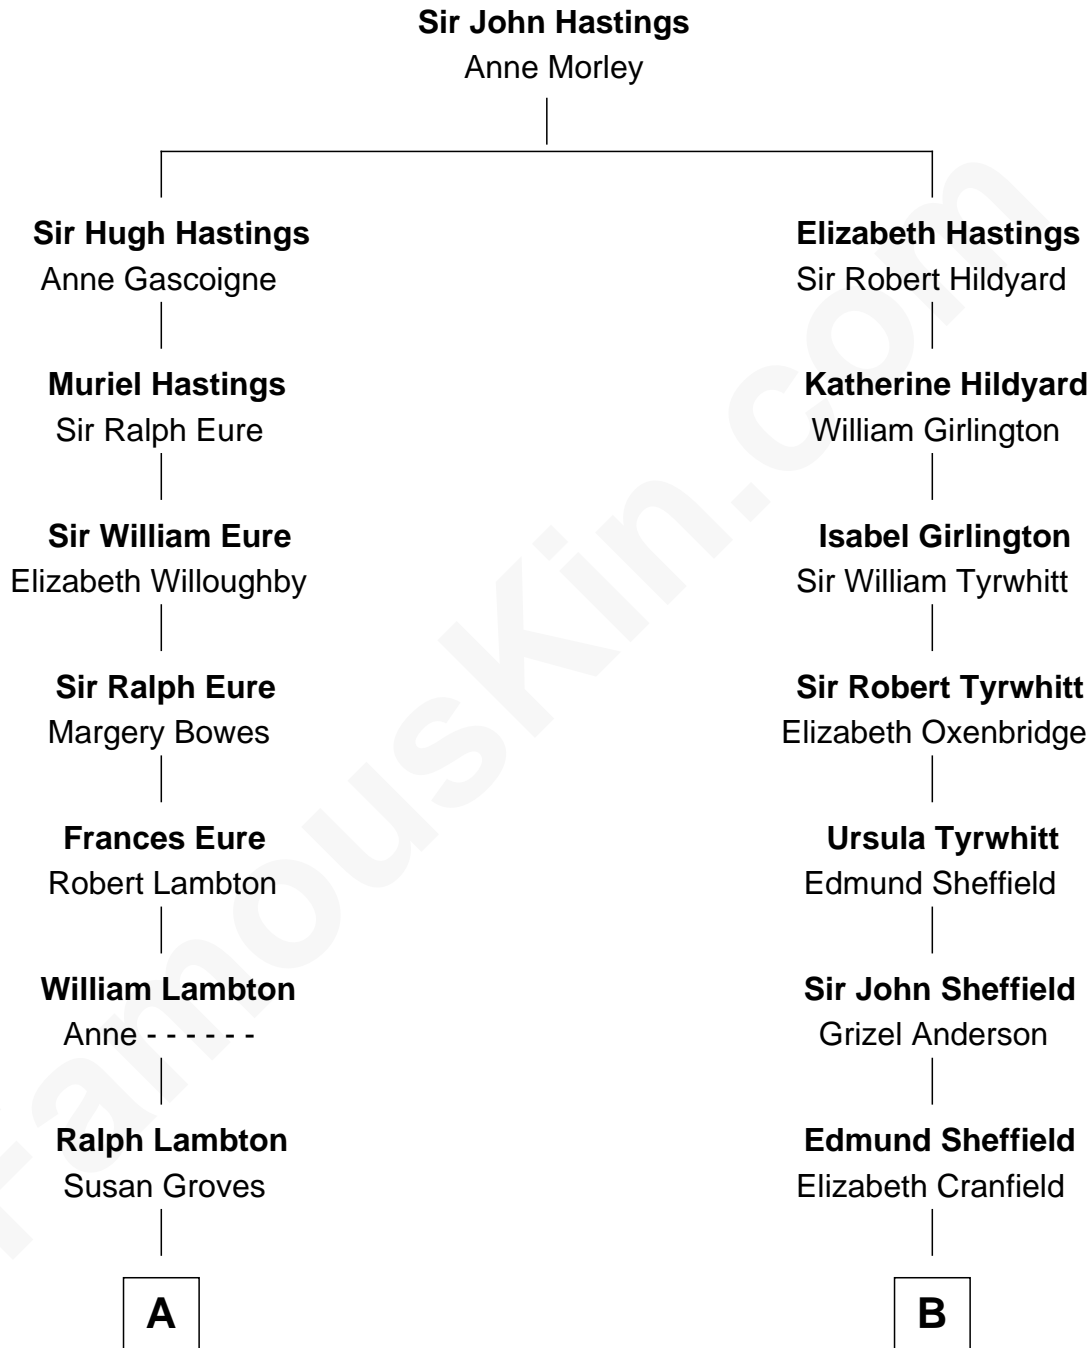 Sir John Hastings
Anne Morley
Sir Hugh Hastings
Anne Gascoigne
Elizabeth Hastings
Sir Robert Hildyard
Muriel Hastings
Sir Ralph Eure
Katherine Hildyard
William Girlington
Sir William Eure
Elizabeth Willoughby
Isabel Girlington
Sir William Tyrwhitt
Sir Ralph Eure
Margery Bowes
Sir Robert Tyrwhitt
Elizabeth Oxenbridge
Frances Eure
Robert Lambton
Ursula Tyrwhitt
Edmund Sheffield
William Lambton
Anne - - - - - -
Sir John Sheffield
Grizel Anderson
Ralph Lambton
Susan Groves
Edmund Sheffield
Elizabeth Cranfield
A
B
FamousKin.com